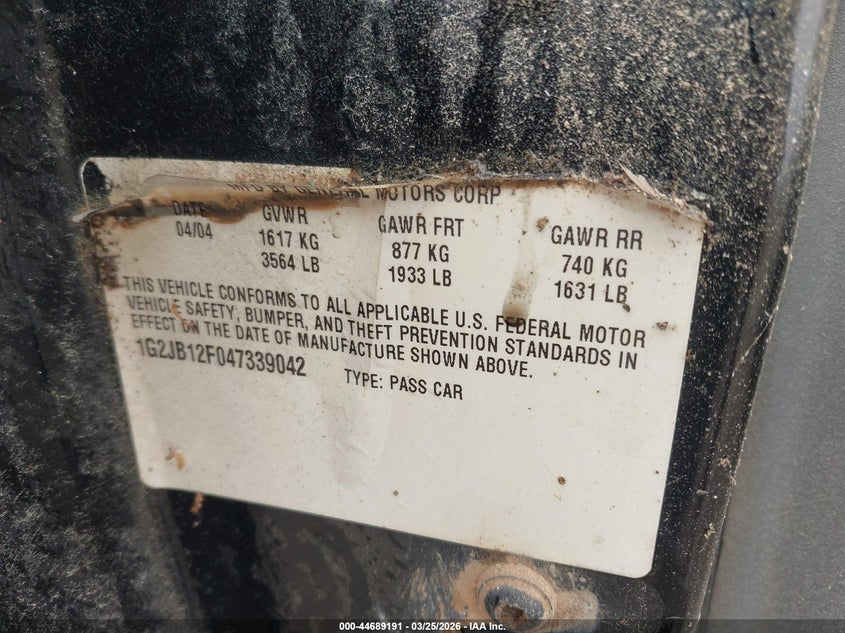 MFD BY GENERAL MOTORS CORP
DATE GVWR GAWR FRT GAWR RR
04/04 1617 KG 877 KG 740 KG
3564 LB 1933 LB 1631 LB
THIS VEHICLE CONFORMS TO ALL APPLICABLE U.S. FEDERAL MOTOR
VEHICLE SAFETY, BUMPER, AND THEFT PREVENTION STANDARDS IN
EFFECT ON THE DATE OF MANUFACTURE SHOWN ABOVE.
1G2JB12F047339042 TYPE: PASS CAR
000-44689191 - 03/25/2026 - IAA Inc.